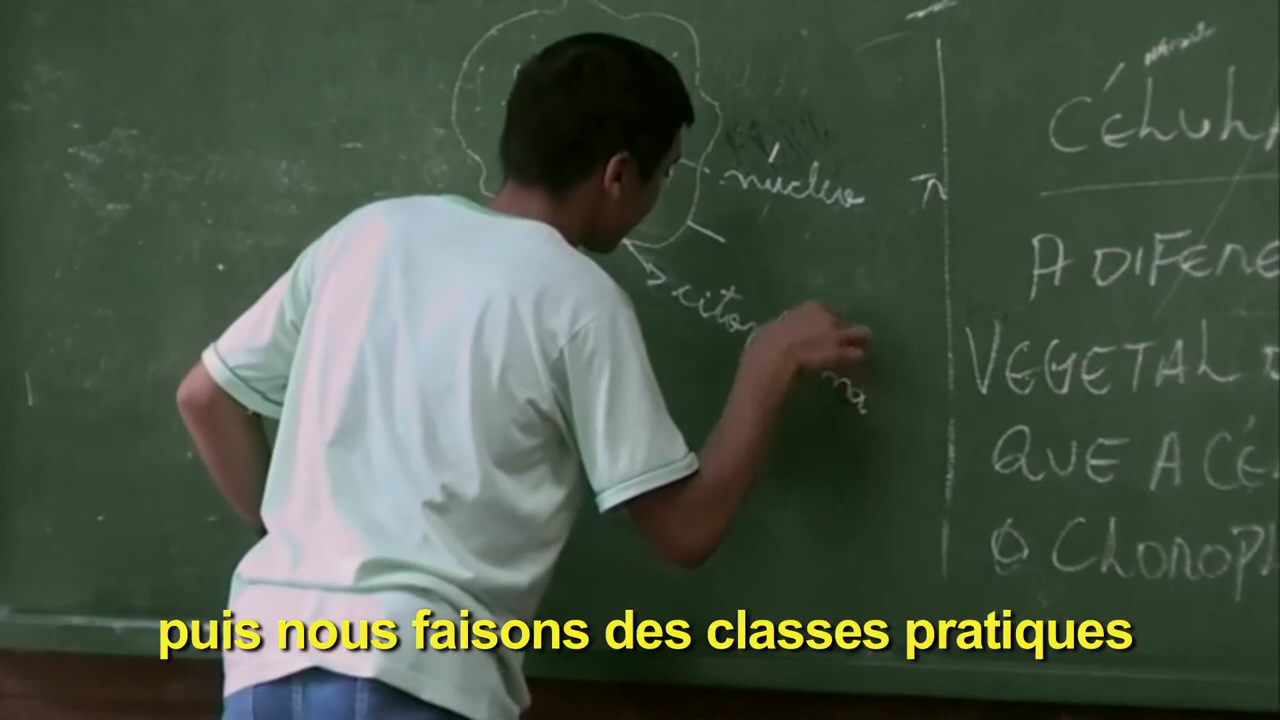 núcleo
CÉLULA
A DIFERE
VEGETAL
QUE A CÉ
O CLOROPL
puis nous faisons des classes pratiques